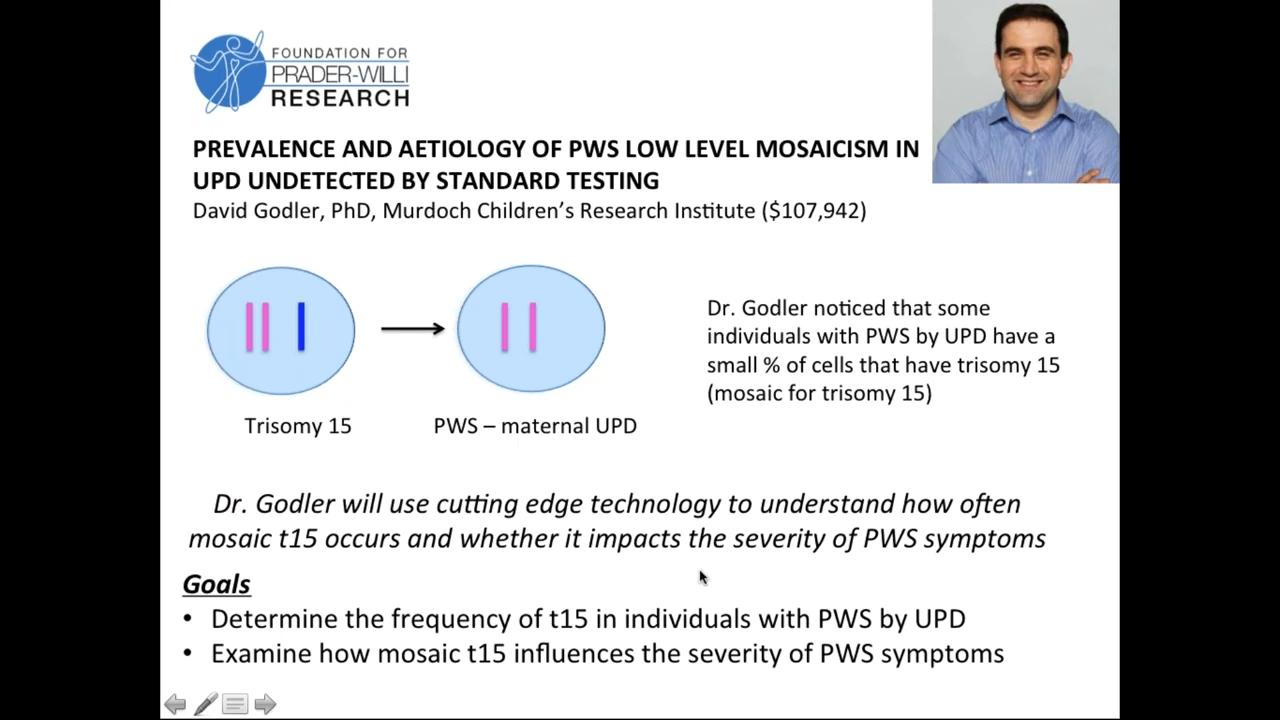 FOUNDATION FOR
PRADER-WILLI
RESEARCH
PREVALENCE AND AETIOLOGY OF PWS LOW LEVEL MOSAICISM IN
UPD UNDETECTED BY STANDARD TESTING
David Godler, PhD, Murdoch Children's Research Institute ($107,942)
Dr. Godler noticed that some
individuals with PWS by UPD have a
small % of cells that have trisomy 15
(mosaic for trisomy 15)
Trisomy 15
PWS – maternal UPD
Dr. Godler will use cutting edge technology to understand how often
mosaic t15 occurs and whether it impacts the severity of PWS symptoms
Goals
• Determine the frequency of t15 in individuals with PWS by UPD
• Examine how mosaic t15 influences the severity of PWS symptoms